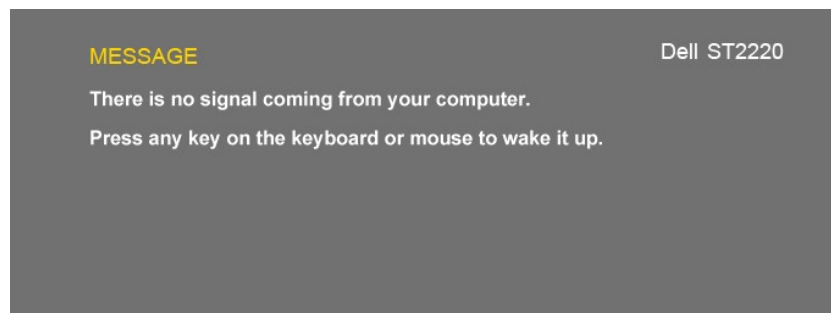 MESSAGE
Dell ST2220
There is no signal coming from your computer.
Press any key on the keyboard or mouse to wake it up.